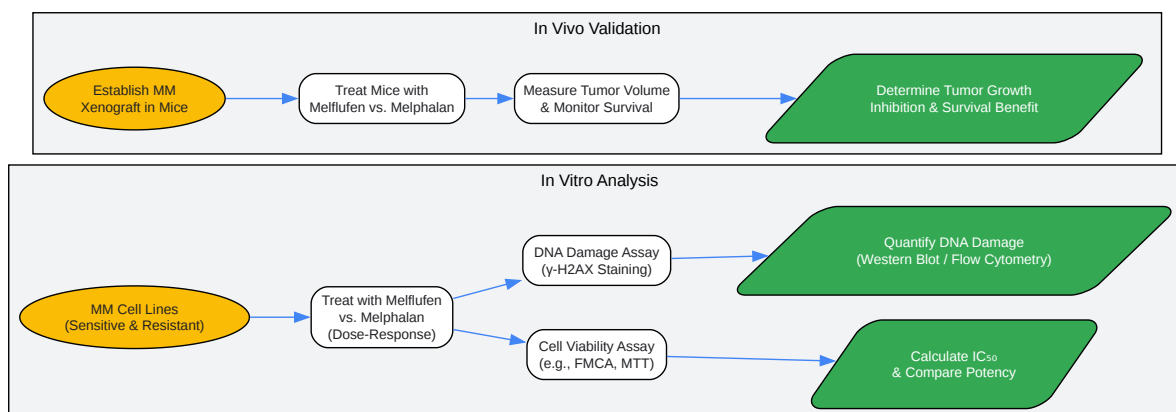 In Vivo Validation
Establish MM
Xenograft in Mice
Treat Mice with
Melflufen vs. Melphalan
Measure Tumor Volume
& Monitor Survival
Determine Tumor Growth
Inhibition & Survival Benefit
In Vitro Analysis
MM Cell Lines
(Sensitive & Resistant)
Treat with Melflufen
vs. Melphalan
(Dose-Response)
DNA Damage Assay
(γ-H2AX Staining)
Quantify DNA Damage
(Western Blot / Flow Cytometry)
Cell Viability Assay
(e.g., FMCA, MTT)
Calculate IC₅₀
& Compare Potency